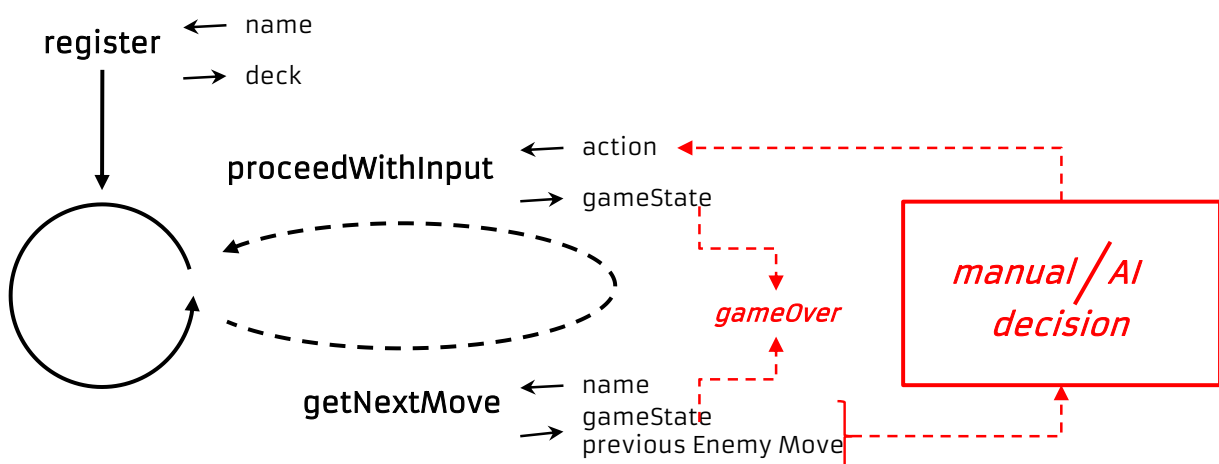 register
name
deck
proceedWithInput
action
gameState
manual/AI
decision
gameOver
getNextMove
name
gameState
previous Enemy Move